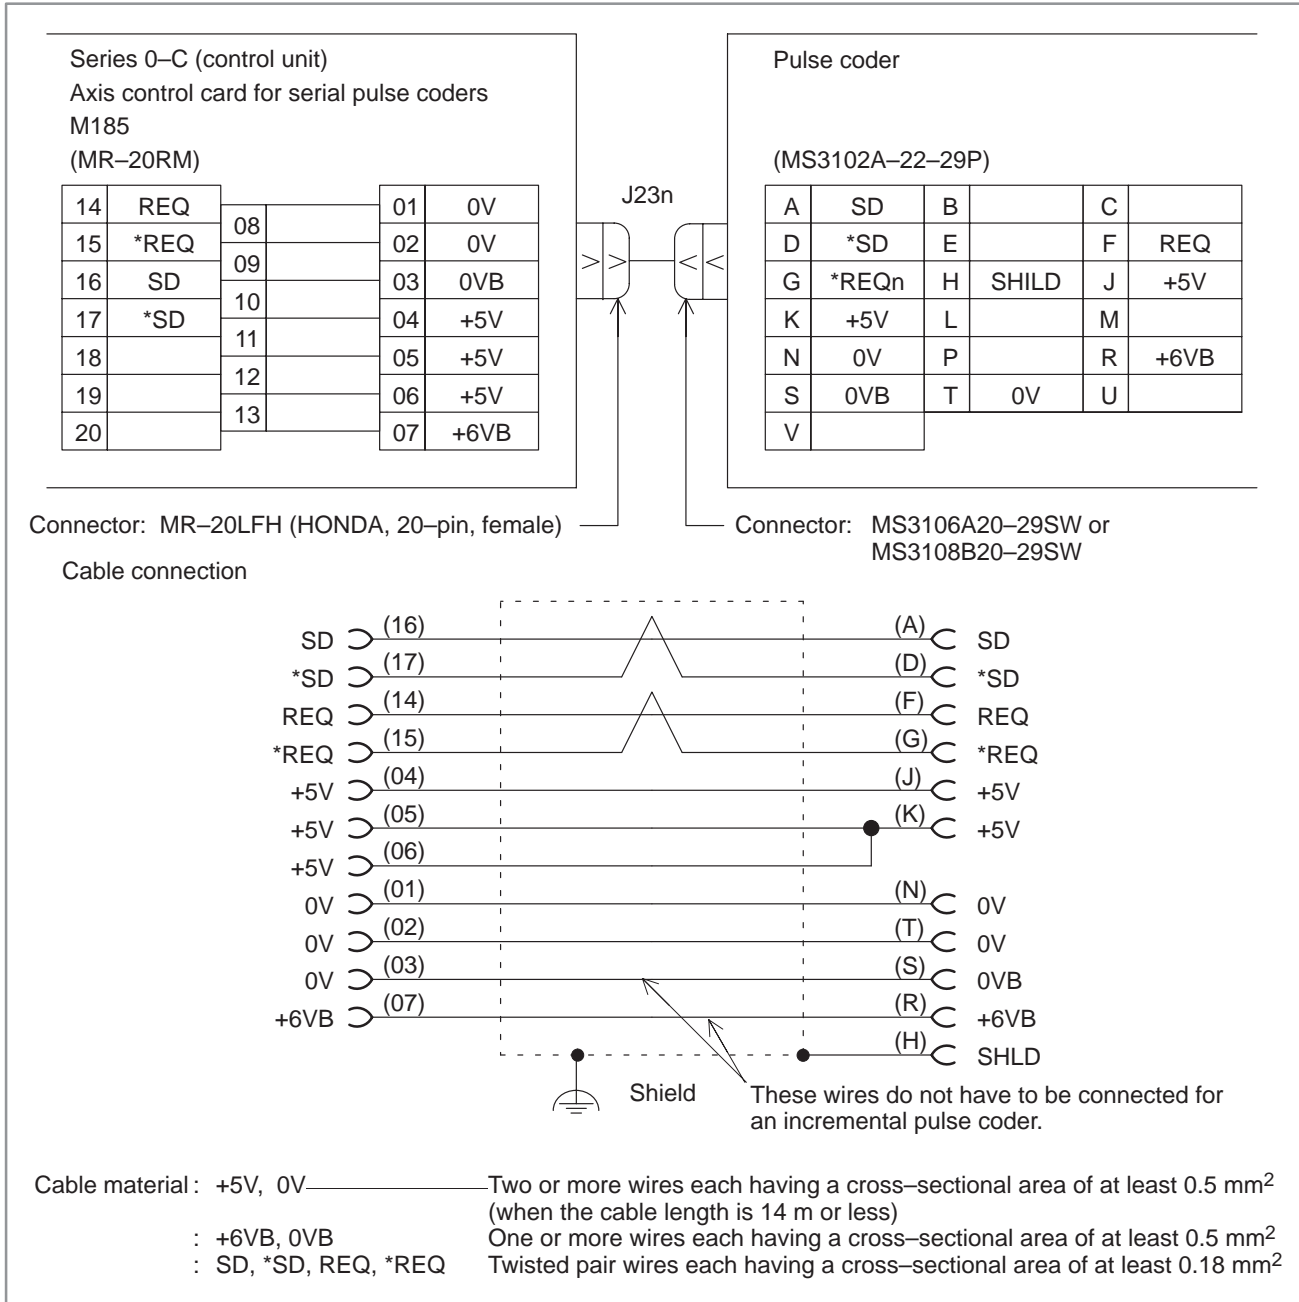 Series 0–C (control unit)
Axis control card for serial pulse coders
M185
(MR–20RM)
14 REQ
15 *REQ
16 SD
17 *SD
18
19
20
08
09
10
11
12
13
01 0V
02 0V
03 0VB
04 +5V
05 +5V
06 +5V
07 +6VB
J23n
Pulse coder
(MS3102A–22–29P)
A SD B C
D *SD E F REQ
G *REQn H SHILD J +5V
K +5V L M
N 0V P R +6VB
S 0VB T 0V U
V
Connector: MR–20LFH (HONDA, 20–pin, female)
Connector: MS3106A20–29SW or
MS3108B20–29SW
Cable connection
SD (16) (A) SD
*SD (17) (D) *SD
REQ (14) (F) REQ
*REQ (15) (G) *REQ
+5V (04) (J) +5V
+5V (05) (K) +5V
+5V (06)
0V (01) (N) 0V
0V (02) (T) 0V
0V (03) (S) 0VB
+6VB (07) (R) +6VB
(H) SHLD
Shield
These wires do not have to be connected for
an incremental pulse coder.
Cable material : +5V, 0V Two or more wires each having a cross–sectional area of at least 0.5 mm2
(when the cable length is 14 m or less)
: +6VB, 0VB One or more wires each having a cross–sectional area of at least 0.5 mm2
: SD, *SD, REQ, *REQ Twisted pair wires each having a cross–sectional area of at least 0.18 mm2